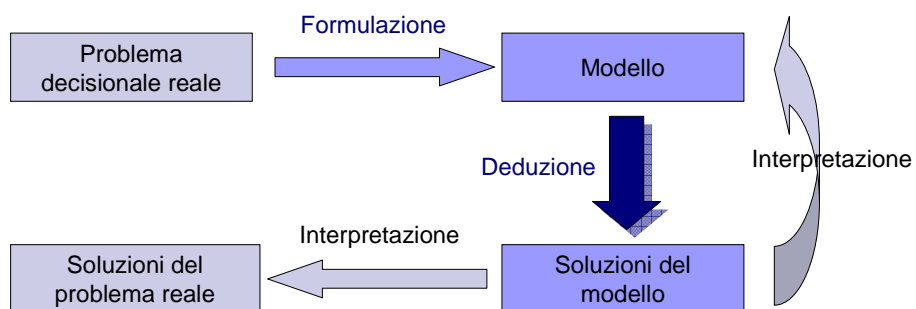 Formulazione
Problema
decisionale reale
Modello
Deduzione
Interpretazione
Interpretazione
Soluzioni del
problema reale
Soluzioni del
modello